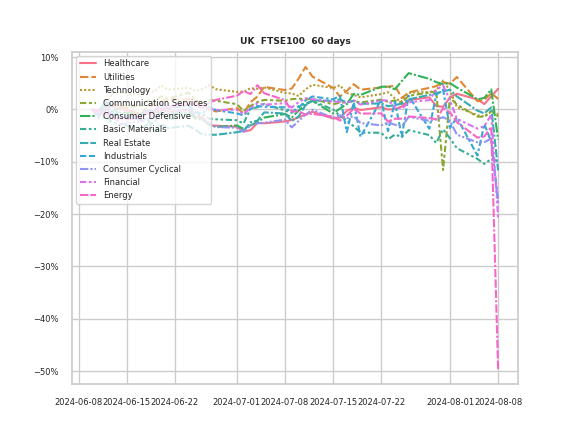 UK  FTSE100  60 days
10%
0%
−10%
−20%
−30%
−40%
−50%
Healthcare
Utilities
Technology
Communication Services
Consumer Defensive
Basic Materials
Real Estate
Industrials
Consumer Cyclical
Financial
Energy
2024-06-08 2024-06-15 2024-06-22 2024-07-01 2024-07-08 2024-07-15 2024-07-22 2024-08-01 2024-08-08